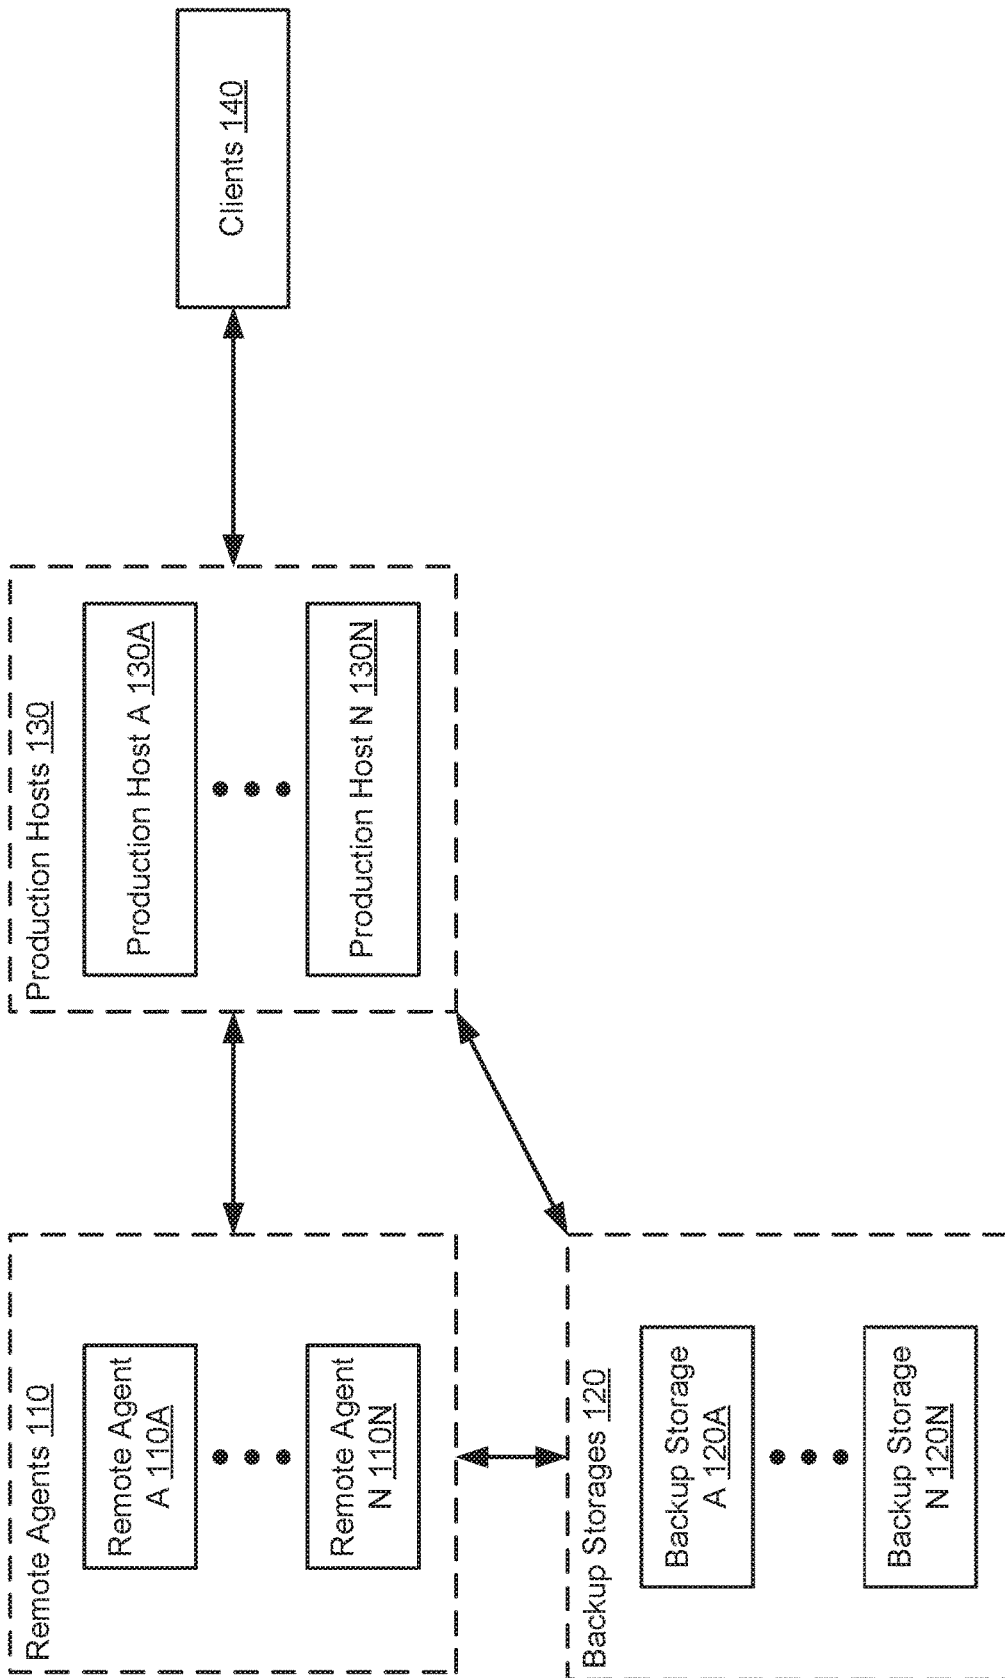 Remote Agents 110
Remote Agent
A 110A
Remote Agent
N 110N
Production Hosts 130
Production Host A 130A
Production Host N 130N
Clients 140
Backup Storages 120
Backup Storage
A 120A
Backup Storage
N 120N